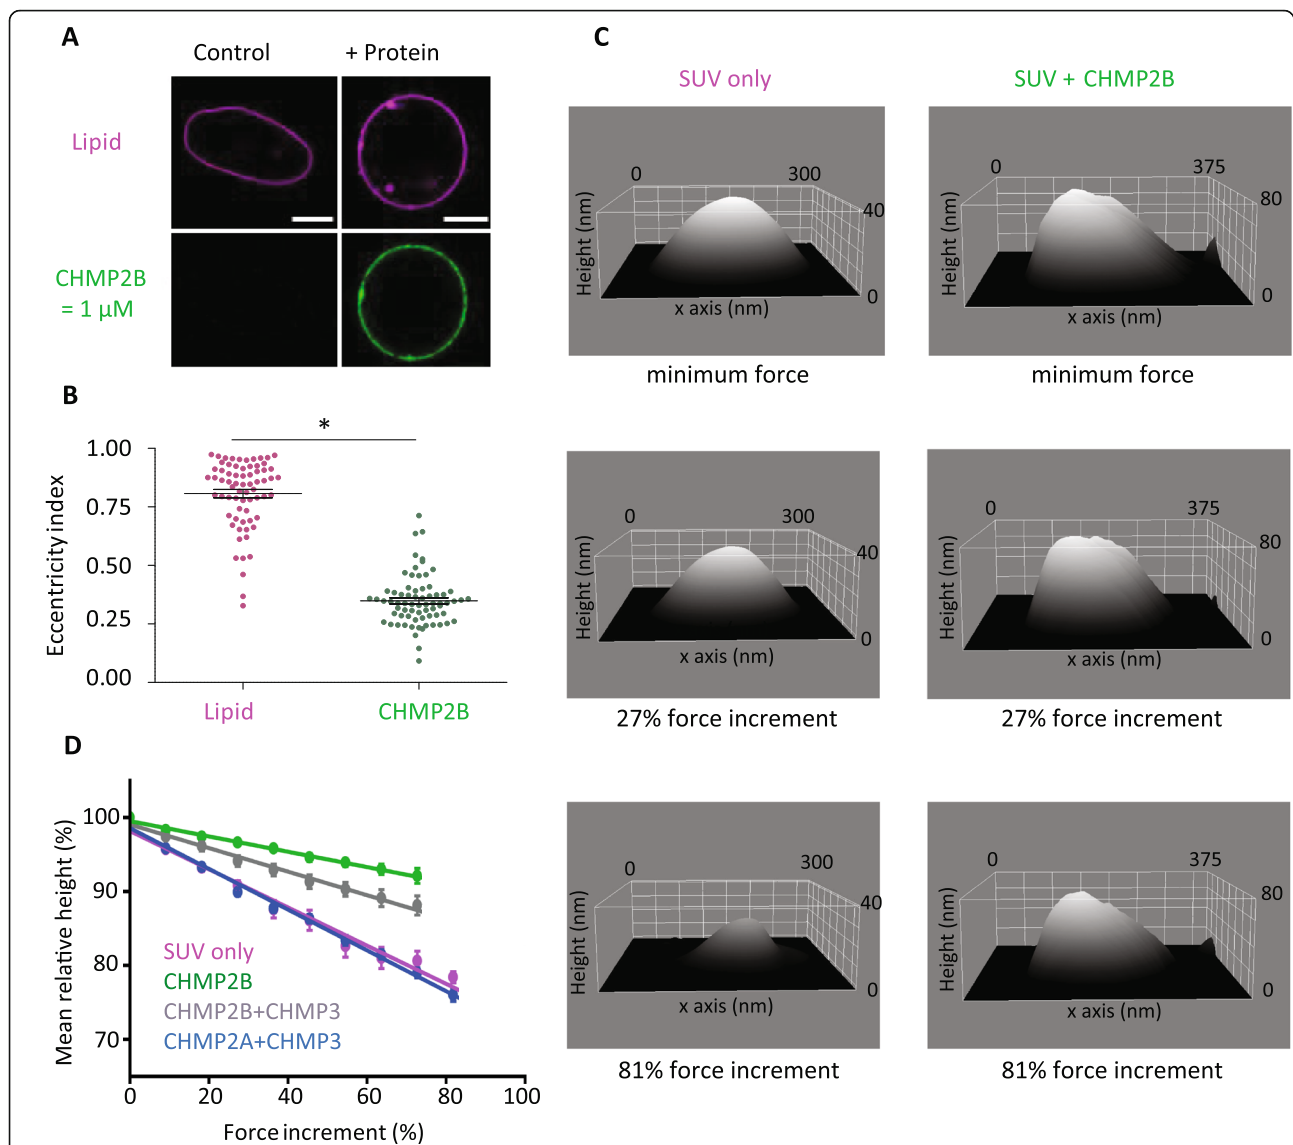 A
Control
+ Protein
Lipid
CHMP2B
= 1 µM
B
*
1.00
0.75
0.50
0.25
0.00
Eccentricity index
Lipid
CHMP2B
C
SUV only
SUV + CHMP2B
0
300
40
0
Height (nm)
x axis (nm)
minimum force
0
375
80
0
Height (nm)
x axis (nm)
minimum force
0
300
40
0
Height (nm)
x axis (nm)
27% force increment
0
375
80
0
Height (nm)
x axis (nm)
27% force increment
0
300
40
0
Height (nm)
x axis (nm)
81% force increment
0
375
80
0
Height (nm)
x axis (nm)
81% force increment
D
100
90
80
70
Mean relative height (%)
SUV only
CHMP2B
CHMP2B+CHMP3
CHMP2A+CHMP3
0
20
40
60
80
100
Force increment (%)